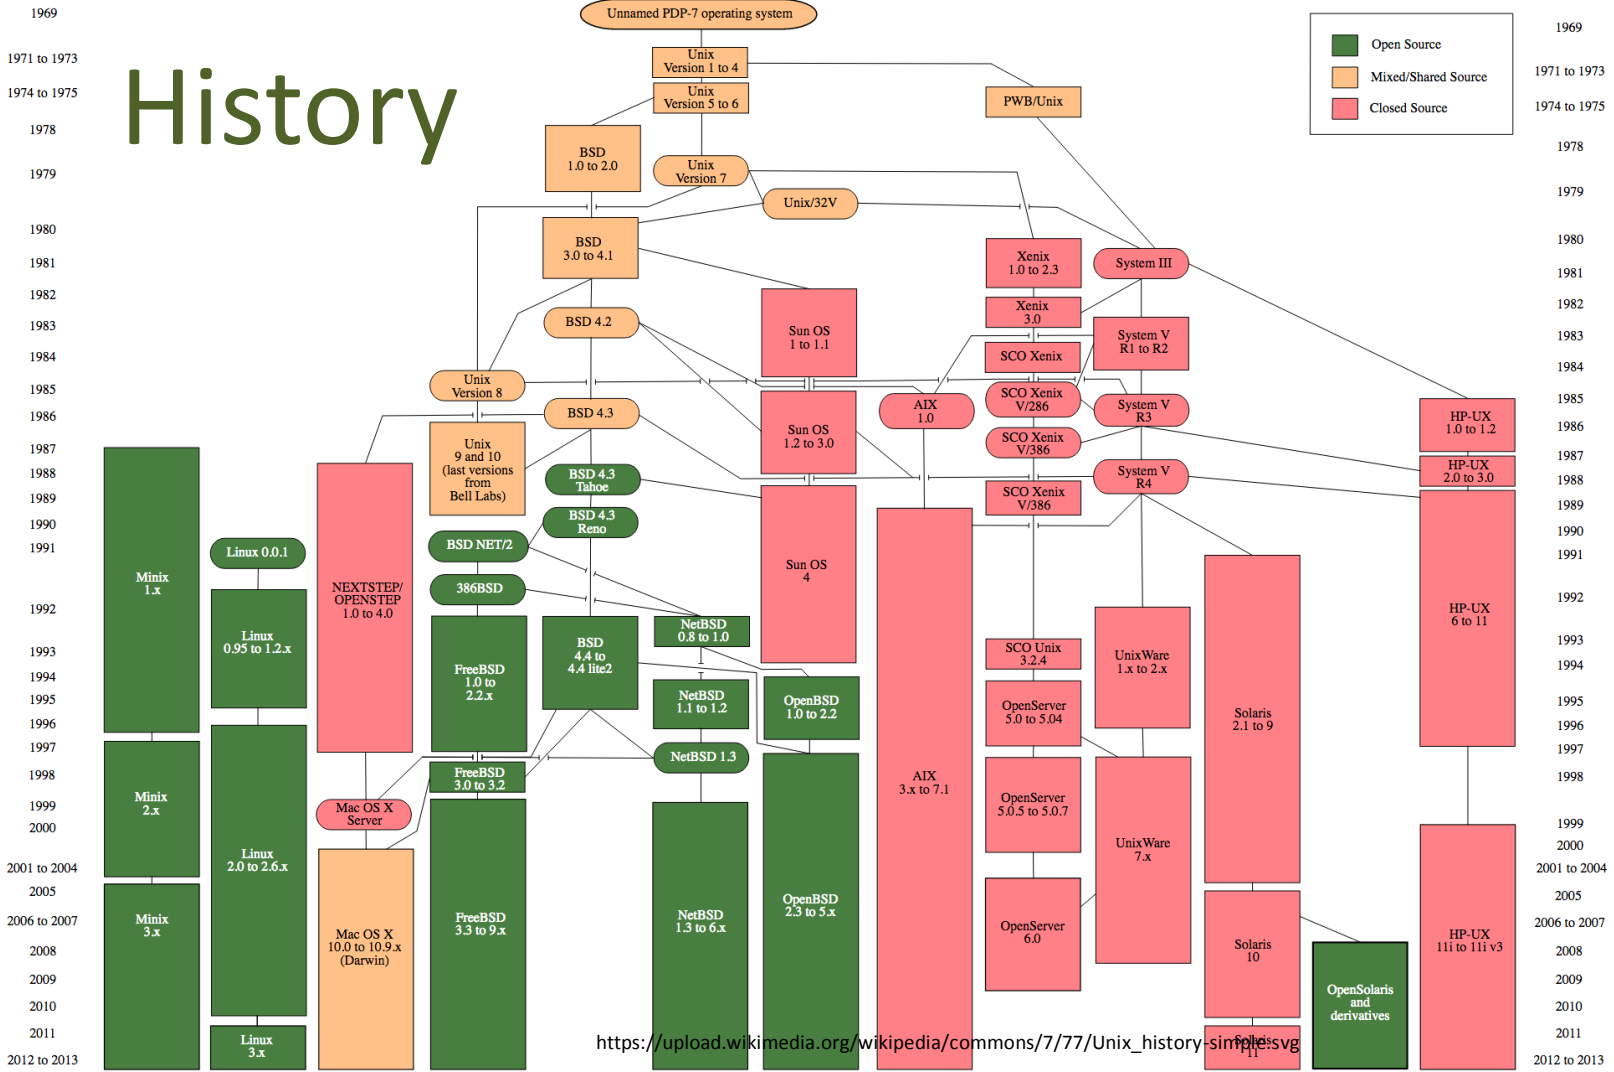 History
Unnamed PDP-7 operating system
Open Source
Mixed/Shared Source
Closed Source
1969
1971 to 1973
1974 to 1975
1978
1979
1980
1981
1982
1983
1984
1985
1986
1987
1988
1989
1990
1991
1992
1993
1994
1995
1996
1997
1998
1999
2000
2001 to 2004
2005
2006 to 2007
2008
2009
2010
2011
2012 to 2013
Unix
Version 1 to 4
Unix
Version 5 to 6
PWB/Unix
BSD
1.0 to 2.0
Unix
Version 7
Unix/32V
BSD
3.0 to 4.1
Xenix
1.0 to 2.3
System III
Xenix
3.0
BSD 4.2
Sun OS
1 to 1.1
System V
R1 to R2
SCO Xenix
Unix
Version 8
SCO Xenix
V/286
AIX
1.0
System V
R3
BSD 4.3
HP-UX
1.0 to 1.2
Sun OS
1.2 to 3.0
SCO Xenix
V/386
Unix
9 and 10
(last versions
from
Bell Labs)
BSD 4.3
Tahoe
System V
R4
HP-UX
2.0 to 3.0
SCO Xenix
V/386
BSD 4.3
Reno
BSD NET/2
Linux 0.0.1
Minix
1.x
NEXTSTEP/
OPENSTEP
1.0 to 4.0
386BSD
Sun OS
4
HP-UX
6 to 11
Linux
0.95 to 1.2.x
FreeBSD
1.0 to
2.2.x
BSD
4.4 to
4.4 lite2
NetBSD
0.8 to 1.0
SCO Unix
3.2.4
UnixWare
1.x to 2.x
NetBSD
1.1 to 1.2
OpenBSD
1.0 to 2.2
OpenServer
5.0 to 5.04
Solaris
2.1 to 9
NetBSD 1.3
FreeBSD
3.0 to 3.2
AIX
3.x to 7.1
Minix
2.x
Mac OS X
Server
OpenServer
5.0.5 to 5.0.7
Linux
2.0 to 2.6.x
UnixWare
7.x
Minix
3.x
Mac OS X
10.0 to 10.9.x
(Darwin)
FreeBSD
3.3 to 9.x
NetBSD
1.3 to 6.x
OpenBSD
2.3 to 5.x
OpenServer
6.0
Solaris
10
HP-UX
11i to 11i v3
OpenSolaris
and
derivatives
Linux
3.x
Solaris
11
https://upload.wikimedia.org/wikipedia/commons/7/77/Unix_history-simple.svg
1969
1971 to 1973
1974 to 1975
1978
1979
1980
1981
1982
1983
1984
1985
1986
1987
1988
1989
1990
1991
1992
1993
1994
1995
1996
1997
1998
1999
2000
2001 to 2004
2005
2006 to 2007
2008
2009
2010
2011
2012 to 2013